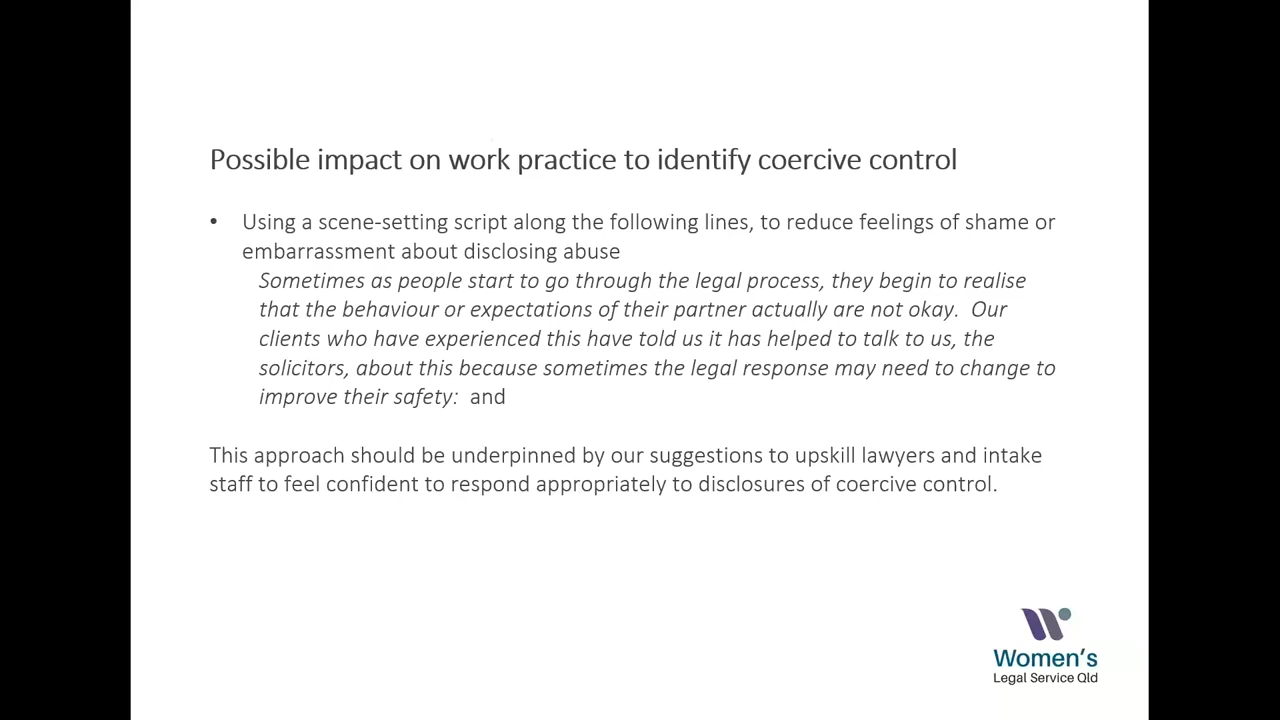 Possible impact on work practice to identify coercive control
• Using a scene-setting script along the following lines, to reduce feelings of shame or
embarrassment about disclosing abuse
Sometimes as people start to go through the legal process, they begin to realise
that the behaviour or expectations of their partner actually are not okay.  Our
clients who have experienced this have told us it has helped to talk to us, the
solicitors, about this because sometimes the legal response may need to change to
improve their safety:  and
This approach should be underpinned by our suggestions to upskill lawyers and intake
staff to feel confident to respond appropriately to disclosures of coercive control.
Women's
Legal Service Qld